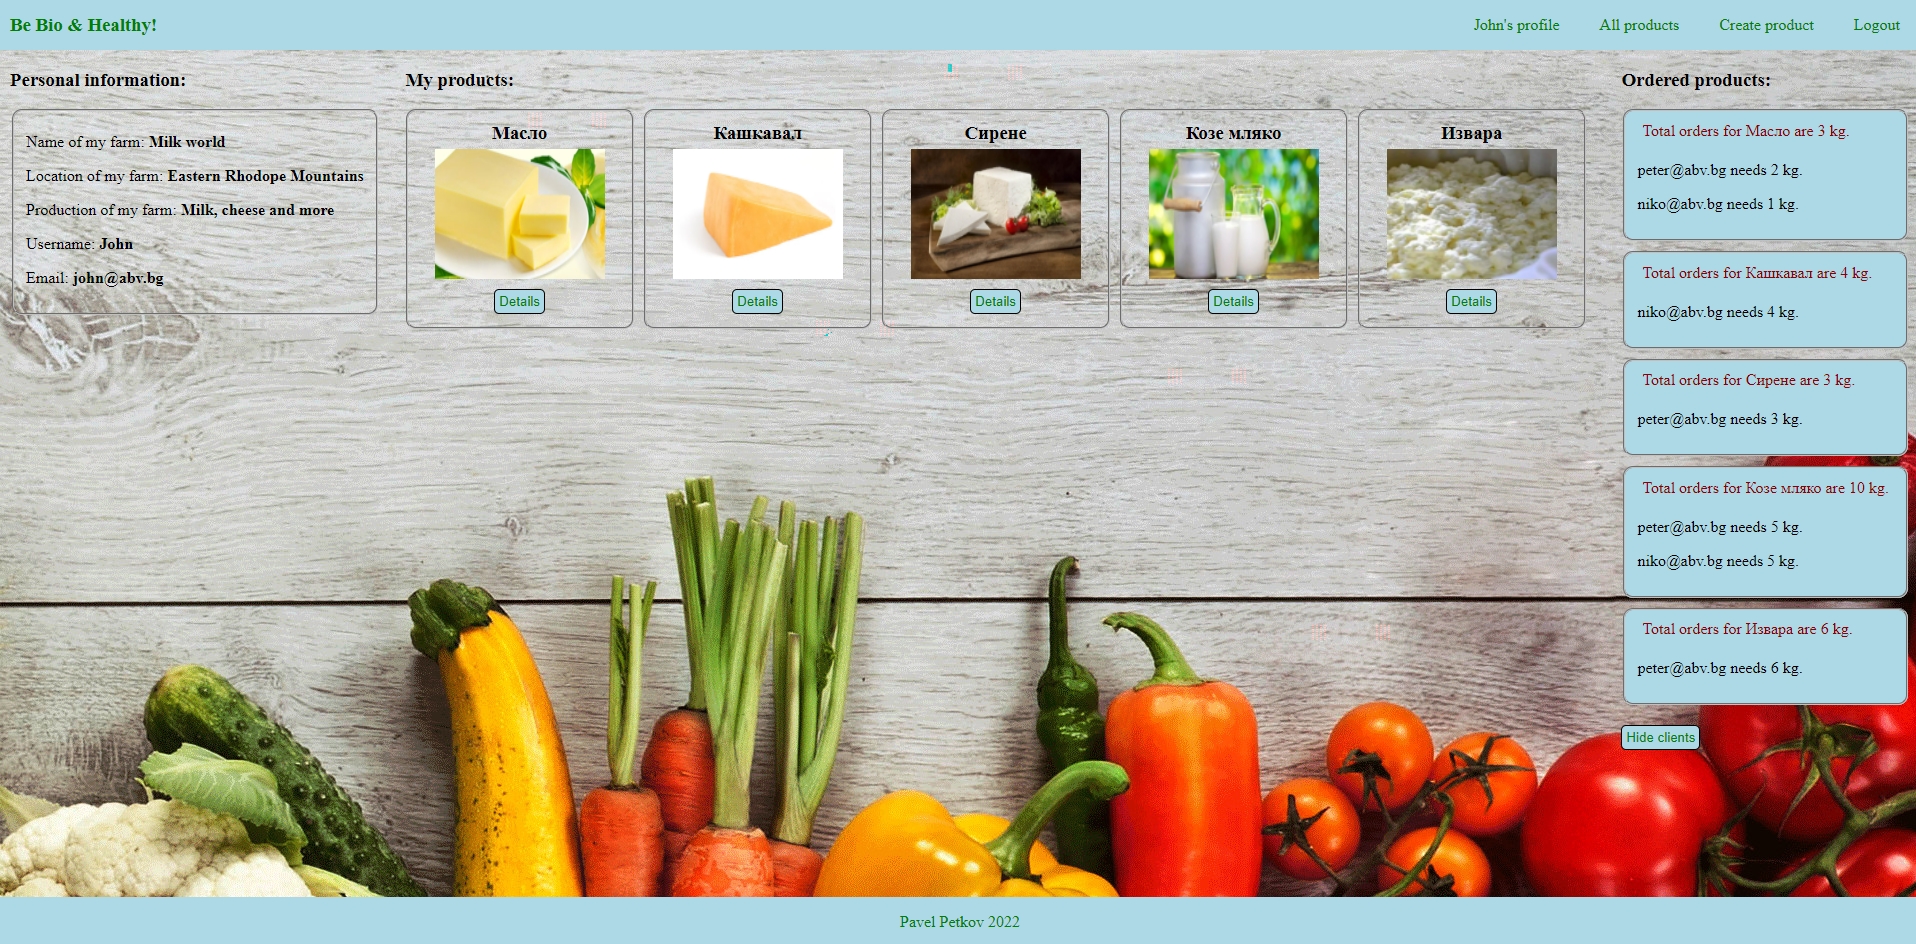 Be Bio & Healthy!
John's profile
All products
Create product
Logout
Personal information:
Name of my farm: Milk world
Location of my farm: Eastern Rhodope Mountains
Production of my farm: Milk, cheese and more
Username: John
Email: john@abv.bg
My products:
Масло
Details
Кашкавал
Details
Сирене
Details
Козе мляко
Details
Извара
Details
Ordered products:
Total orders for Масло are 3 kg.
peter@abv.bg needs 2 kg.
niko@abv.bg needs 1 kg.
Total orders for Кашкавал are 4 kg.
niko@abv.bg needs 4 kg.
Total orders for Сирене are 3 kg.
peter@abv.bg needs 3 kg.
Total orders for Козе мляко are 10 kg.
peter@abv.bg needs 5 kg.
niko@abv.bg needs 5 kg.
Total orders for Извара are 6 kg.
peter@abv.bg needs 6 kg.
Hide clients
Pavel Petkov 2022